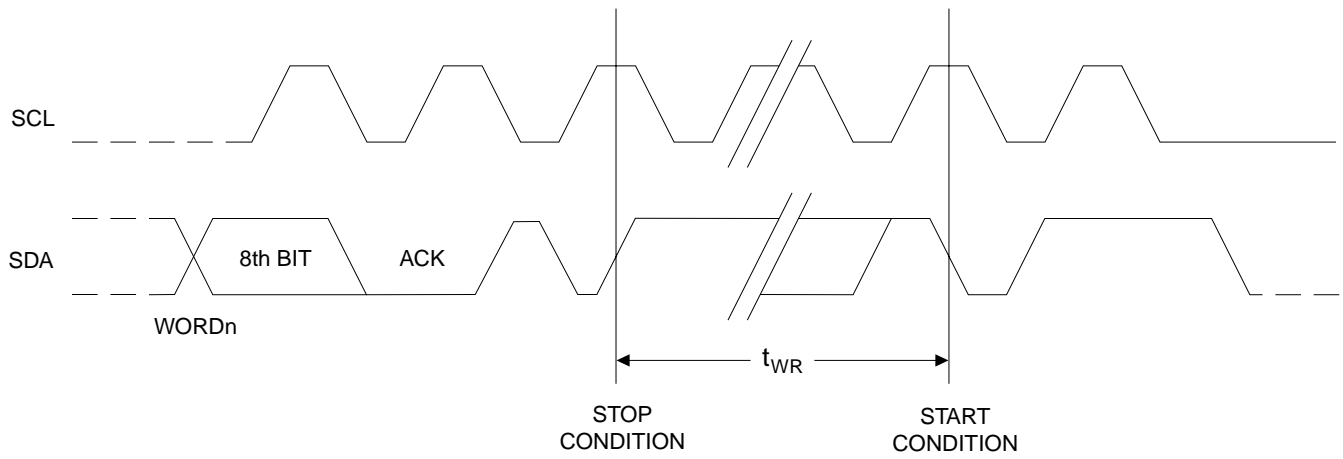 SCL
SDA
8th BIT
ACK
WORDn
tWR
STOP
CONDITION
START
CONDITION